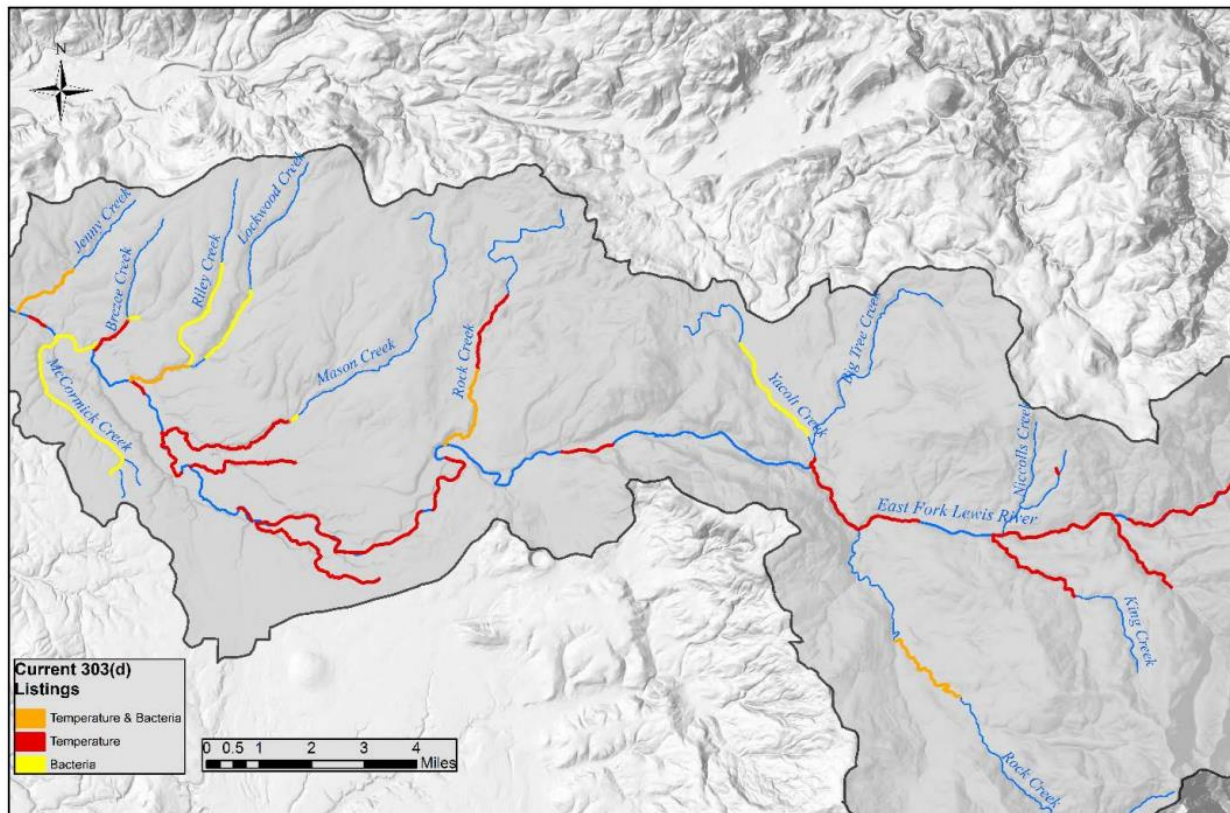 N
Jenny Creek
Brezee Creek
Riley Creek
Lockwood Creek
McCormick Creek
Mason Creek
Rock Creek
Yacolt Creek
Big Tree Creek
Niccolls Creek
East Fork Lewis River
King Creek
Rock Creek
Current 303(d)
Listings
Temperature & Bacteria
Temperature
Bacteria
0 0.5 1 2 3 4
Miles